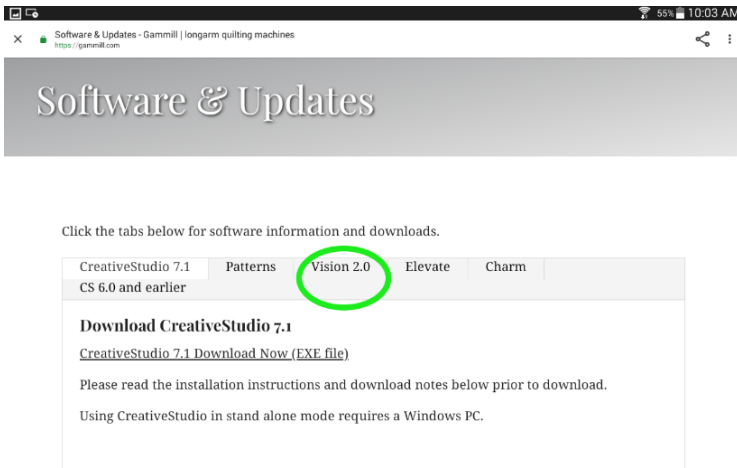 55% 10:03 AM
Software & Updates - Gammill | longarm quilting machines
https://gammill.com
Software & Updates
Click the tabs below for software information and downloads.
CreativeStudio 7.1 Patterns Vision 2.0 Elevate Charm
CS 6.0 and earlier
Download CreativeStudio 7.1
CreativeStudio 7.1 Download Now (EXE file)
Please read the installation instructions and download notes below prior to download.
Using CreativeStudio in stand alone mode requires a Windows PC.